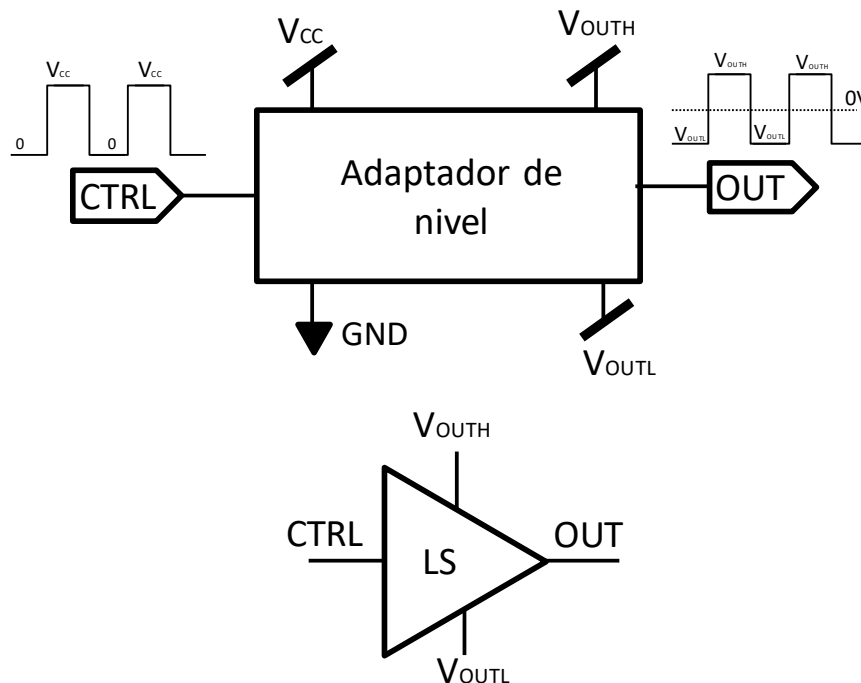 VCC
VOUTH
VCC VCC
0 0
VOUTH VOUTH
0V
VOUTL VOUTL
CTRL
Adaptador de
nivel
OUT
GND
VOUTL
VOUTH
CTRL
LS
OUT
VOUTL